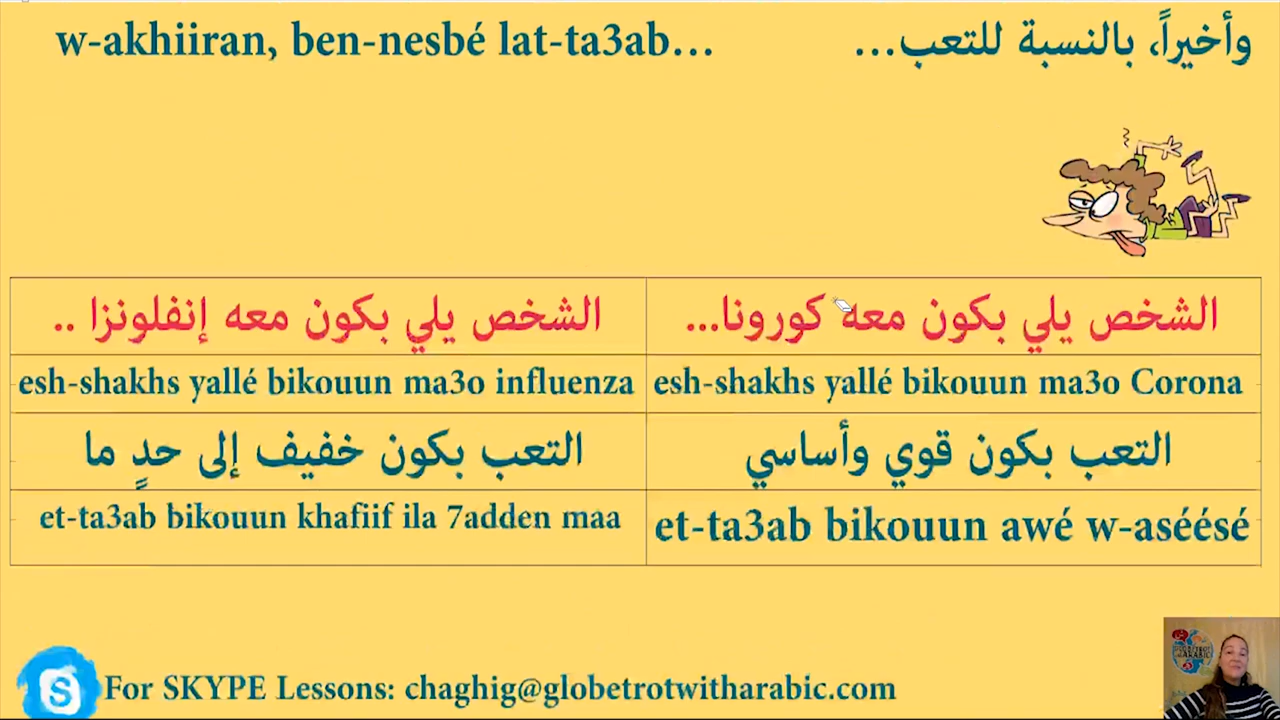 w-akhiiran, ben-nesbé lat-ta3ab...
وأخيراً، بالنسبة للتعب...
الشخص يلي بكون معه كورونا...
الشخص يلي بكون معه إنفلونزا ..
esh-shakhs yallé bikouun ma3o Corona
esh-shakhs yallé bikouun ma3o influenza
التعب بكون قوي وأساسي
التعب بكون خفيف إلى حدٍ ما
et-ta3ab bikouun awé w-aséésé
et-ta3ab bikouun khafiif ila 7adden maa
For SKYPE Lessons: chaghig@globetrotwitharabic.com